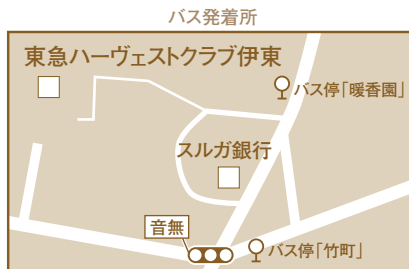 バス発着所
東急ハーヴェストクラブ伊東
バス停「暖香園」
スルガ銀行
音無
バス停「竹町」